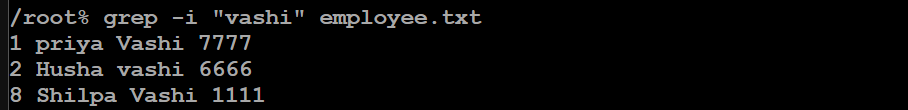 /root% grep -i "vashi" employee.txt
1 priya Vashi 7777
2 Husha vashi 6666
8 Shilpa Vashi 1111